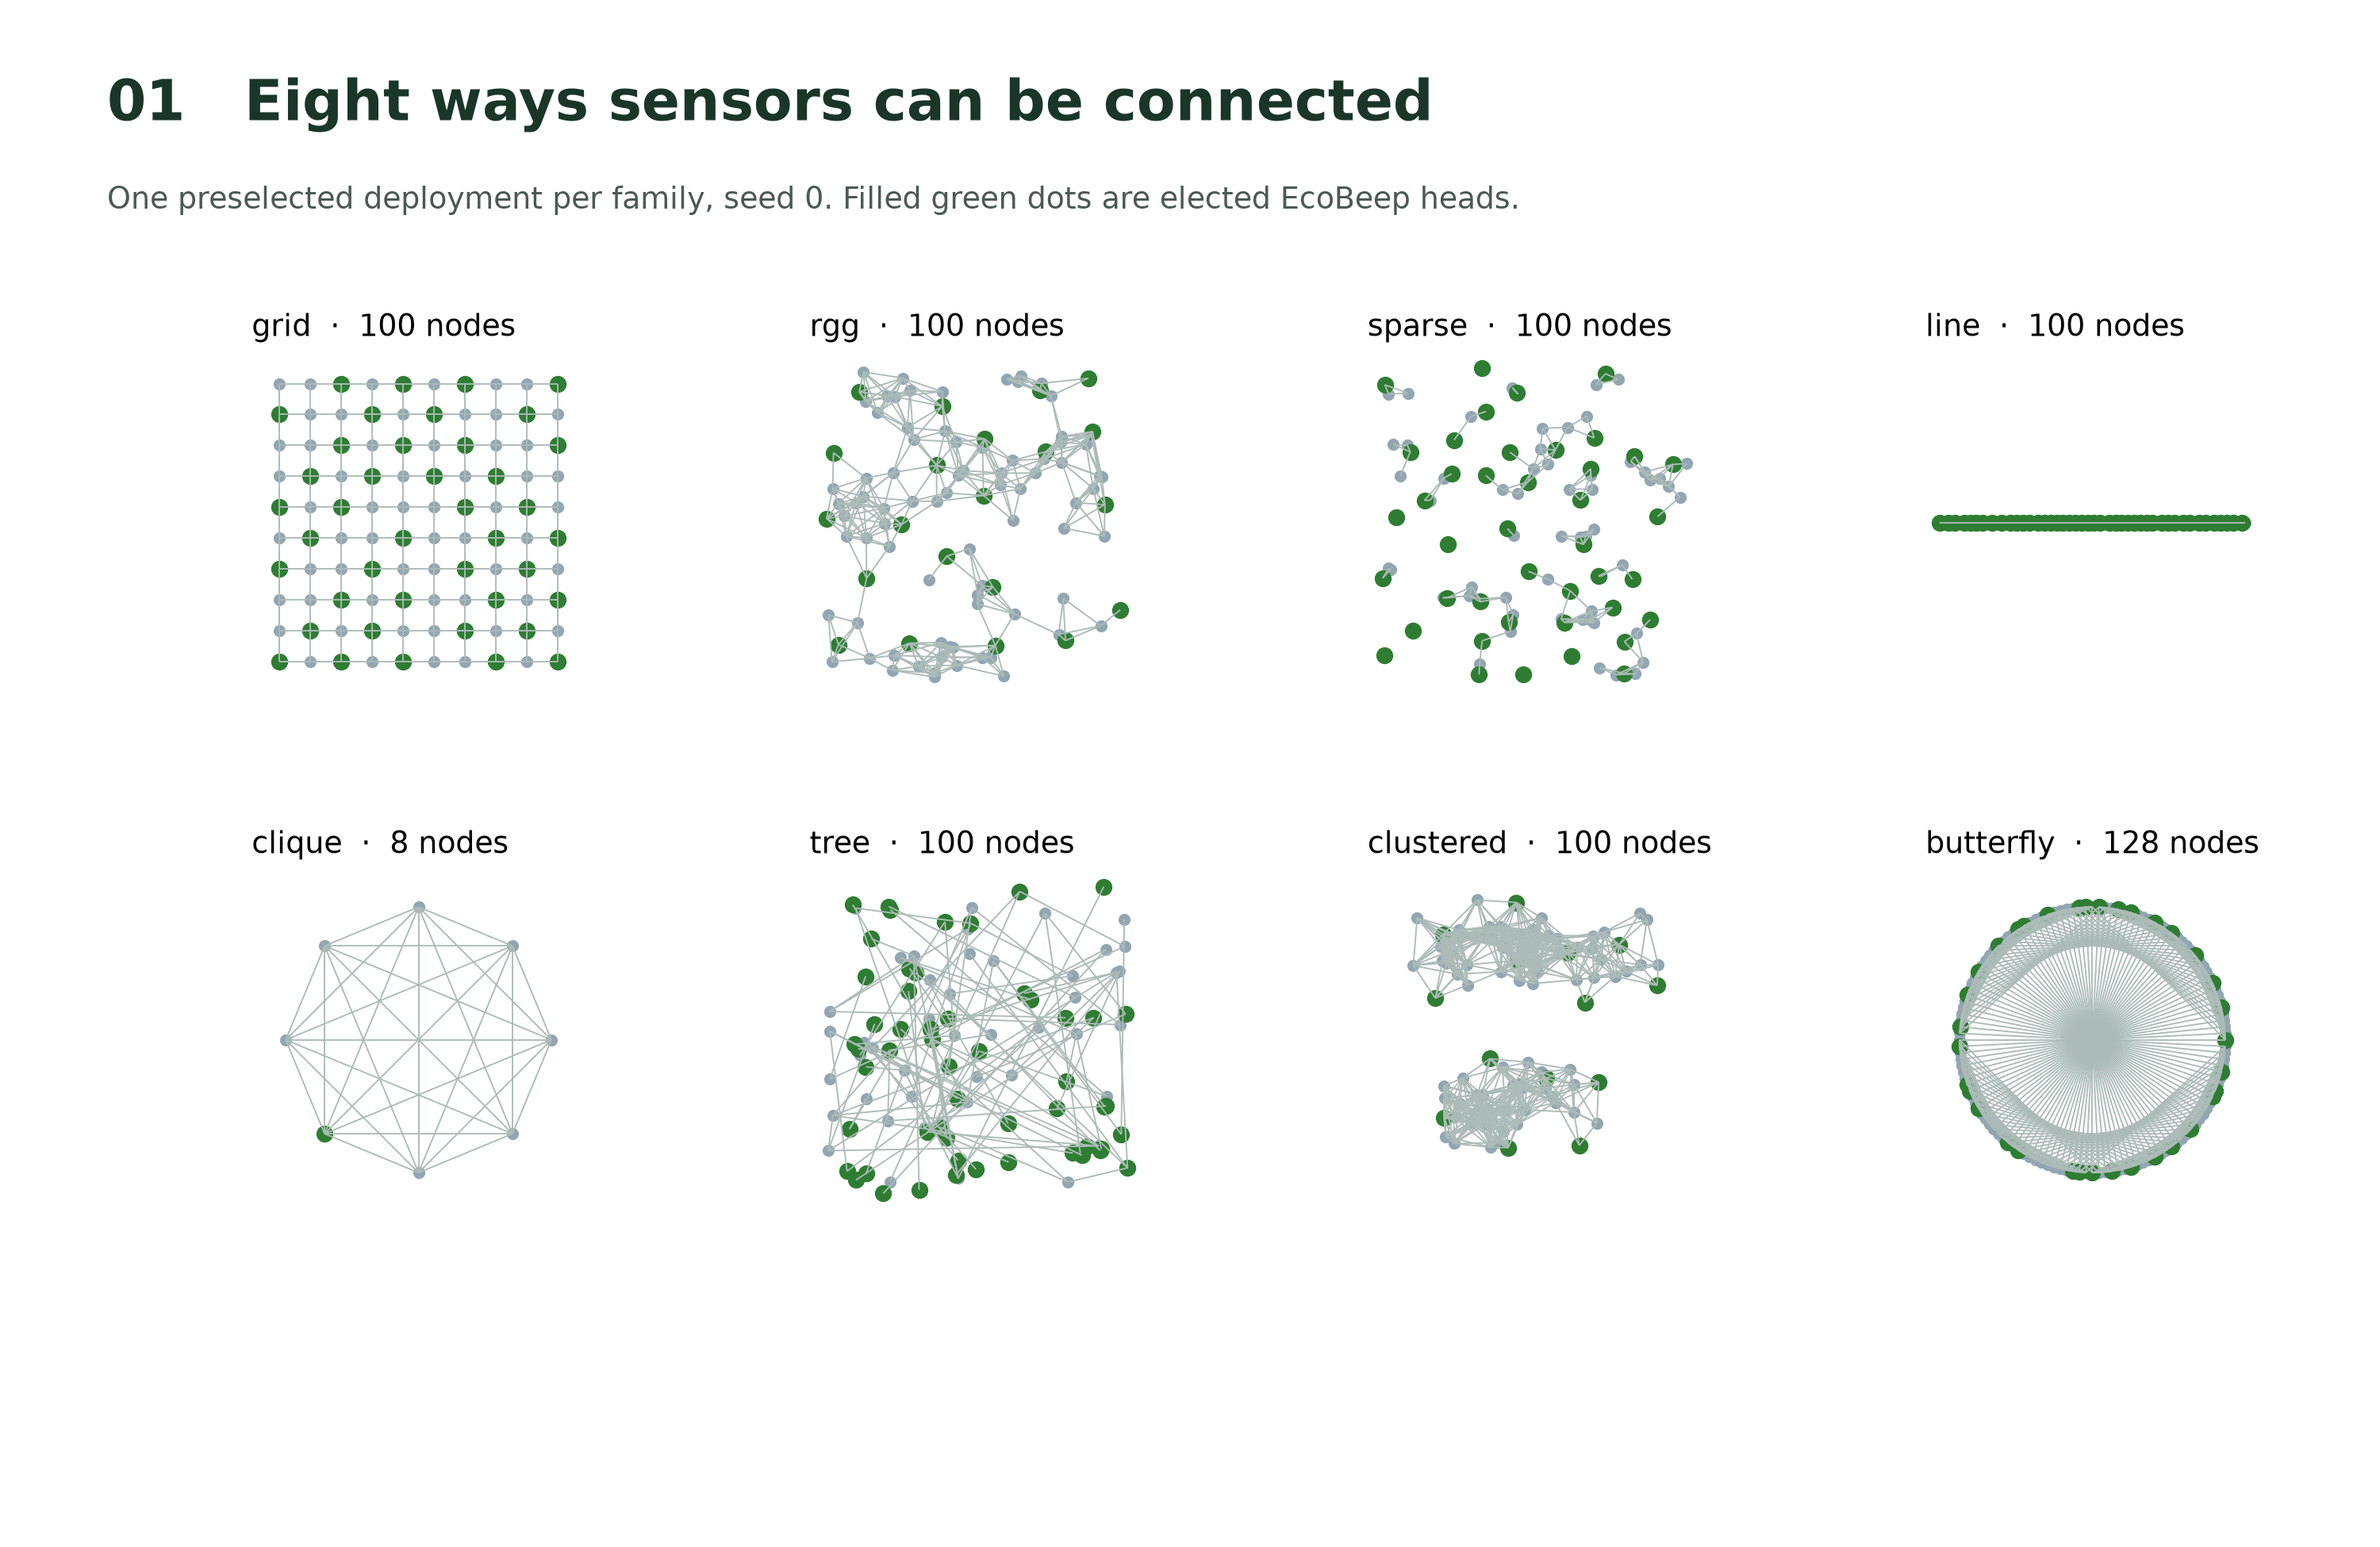 01 Eight ways sensors can be connected
One preselected deployment per family, seed 0. Filled green dots are elected EcoBeep heads.
grid · 100 nodes
rgg · 100 nodes
sparse · 100 nodes
line · 100 nodes
clique · 8 nodes
tree · 100 nodes
clustered · 100 nodes
butterfly · 128 nodes